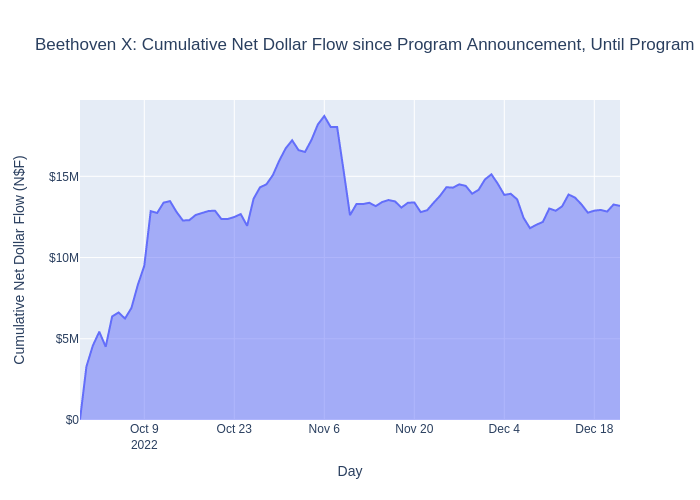 Beethoven X: Cumulative Net Dollar Flow since Program Announcement, Until Program
Cumulative Net Dollar Flow (N$F)
$15M
$10M
$5M
$0
Oct 9
2022
Oct 23
Nov 6
Nov 20
Dec 4
Dec 18
Day